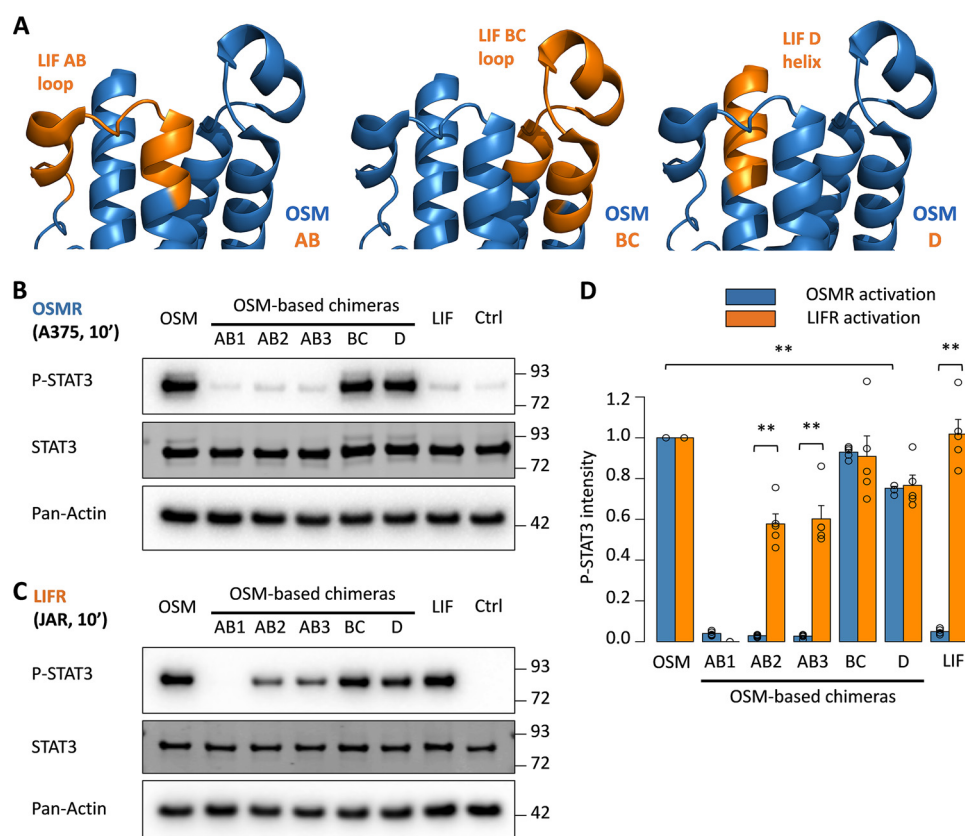 A
LIF AB
loop
OSM
AB
LIF BC
loop
OSM
BC
LIF D
helix
OSM
D
B
OSMR
(A375, 10’)
OSM
OSM-based chimeras
AB1 AB2 AB3 BC D
LIF
Ctrl
P-STAT3
93
72
STAT3
93
72
Pan-Actin
42
C
LIFR
(JAR, 10’)
OSM
OSM-based chimeras
AB1 AB2 AB3 BC D
LIF
Ctrl
P-STAT3
93
72
STAT3
93
72
Pan-Actin
42
D
OSMR activation
LIFR activation
P-STAT3 intensity
1.2
1.0
0.8
0.6
0.4
0.2
0.0
**
**
**
**
OSM AB1 AB2 AB3 BC D LIF
OSM-based chimeras